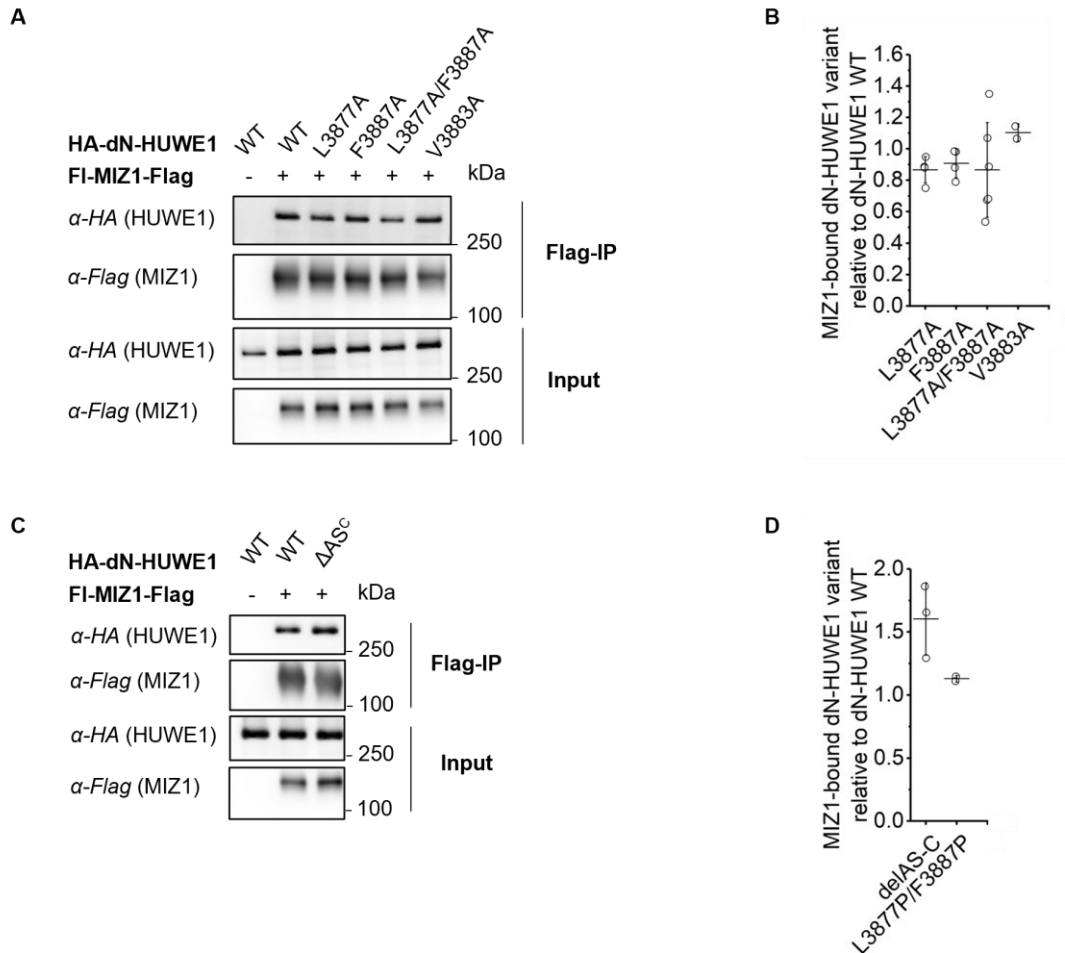 A
HA-dN-HUWE1 WT WT L3877A F3887A L3877A/F3887A V3883A
Fl-MIZ1-Flag - + + + + + kDa
α-HA (HUWE1) 250
α-Flag (MIZ1) 100
Flag-IP
α-HA (HUWE1) 250
α-Flag (MIZ1) 100
Input
B
MIZ1-bound dN-HUWE1 variant
relative to dN-HUWE1 WT
1.6
1.4
1.2
1.0
0.8
0.6
0.4
0.2
0.0
L3877A
F3887A
L3877A/F3887A
V3883A
C
HA-dN-HUWE1 WT WT ΔASᶜ
Fl-MIZ1-Flag - + + kDa
α-HA (HUWE1) 250
α-Flag (MIZ1) 100
Flag-IP
α-HA (HUWE1) 250
α-Flag (MIZ1) 100
Input
D
MIZ1-bound dN-HUWE1 variant
relative to dN-HUWE1 WT
2.0
1.5
1.0
0.5
0.0
delAS-C
L3877P/F3887P